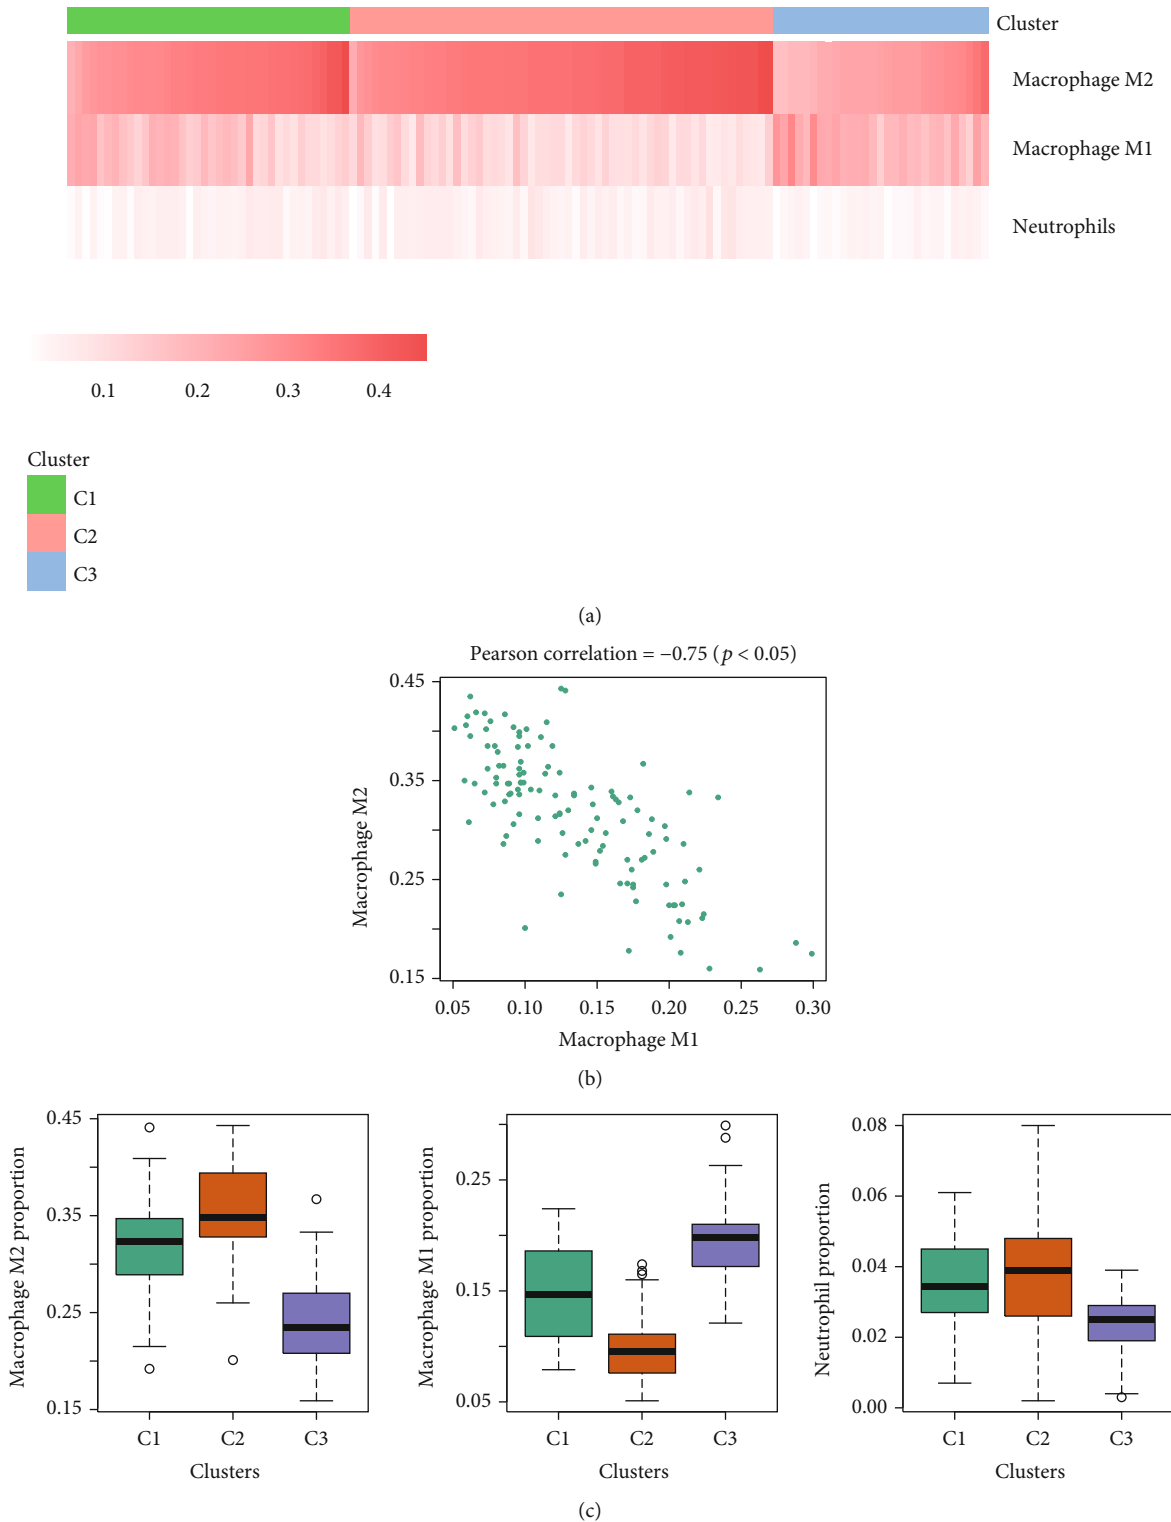 Cluster
Macrophage M2
Macrophage M1
Neutrophils
0.1 0.2 0.3 0.4
Cluster
C1
C2
C3
(a)
Pearson correlation = −0.75 (p < 0.05)
Macrophage M2
0.45
0.35
0.25
0.15
0.05 0.10 0.15 0.20 0.25 0.30
Macrophage M1
(b)
Macrophage M2 proportion
0.45
0.35
0.25
0.15
C1 C2 C3
Clusters
Macrophage M1 proportion
0.25
0.15
0.05
C1 C2 C3
Clusters
Neutrophil proportion
0.08
0.06
0.04
0.02
0.00
C1 C2 C3
Clusters
(c)